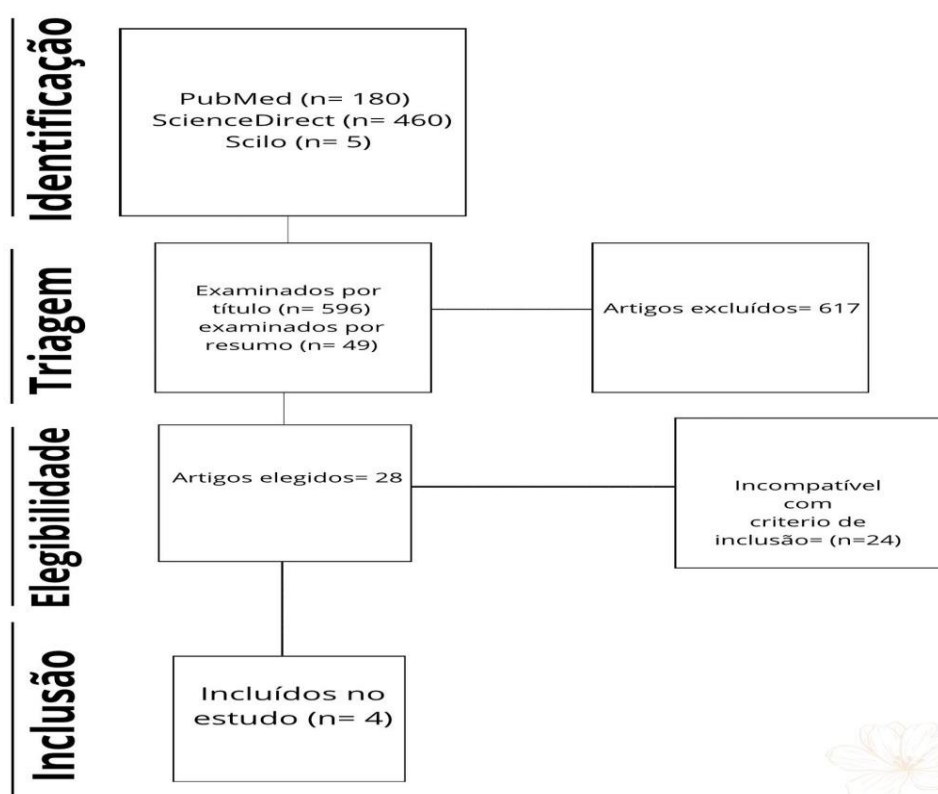 Identificação
PubMed (n= 180)
ScienceDirect (n= 460)
Scilo (n= 5)
Triagem
Examinados por
título (n= 596)
examinados por
resumo (n= 49)
Artigos excluídos= 617
Elegibilidade
Artigos elegidos= 28
Incompatível
com
criterio de
inclusão= (n=24)
Inclusão
Incluídos no
estudo (n= 4)